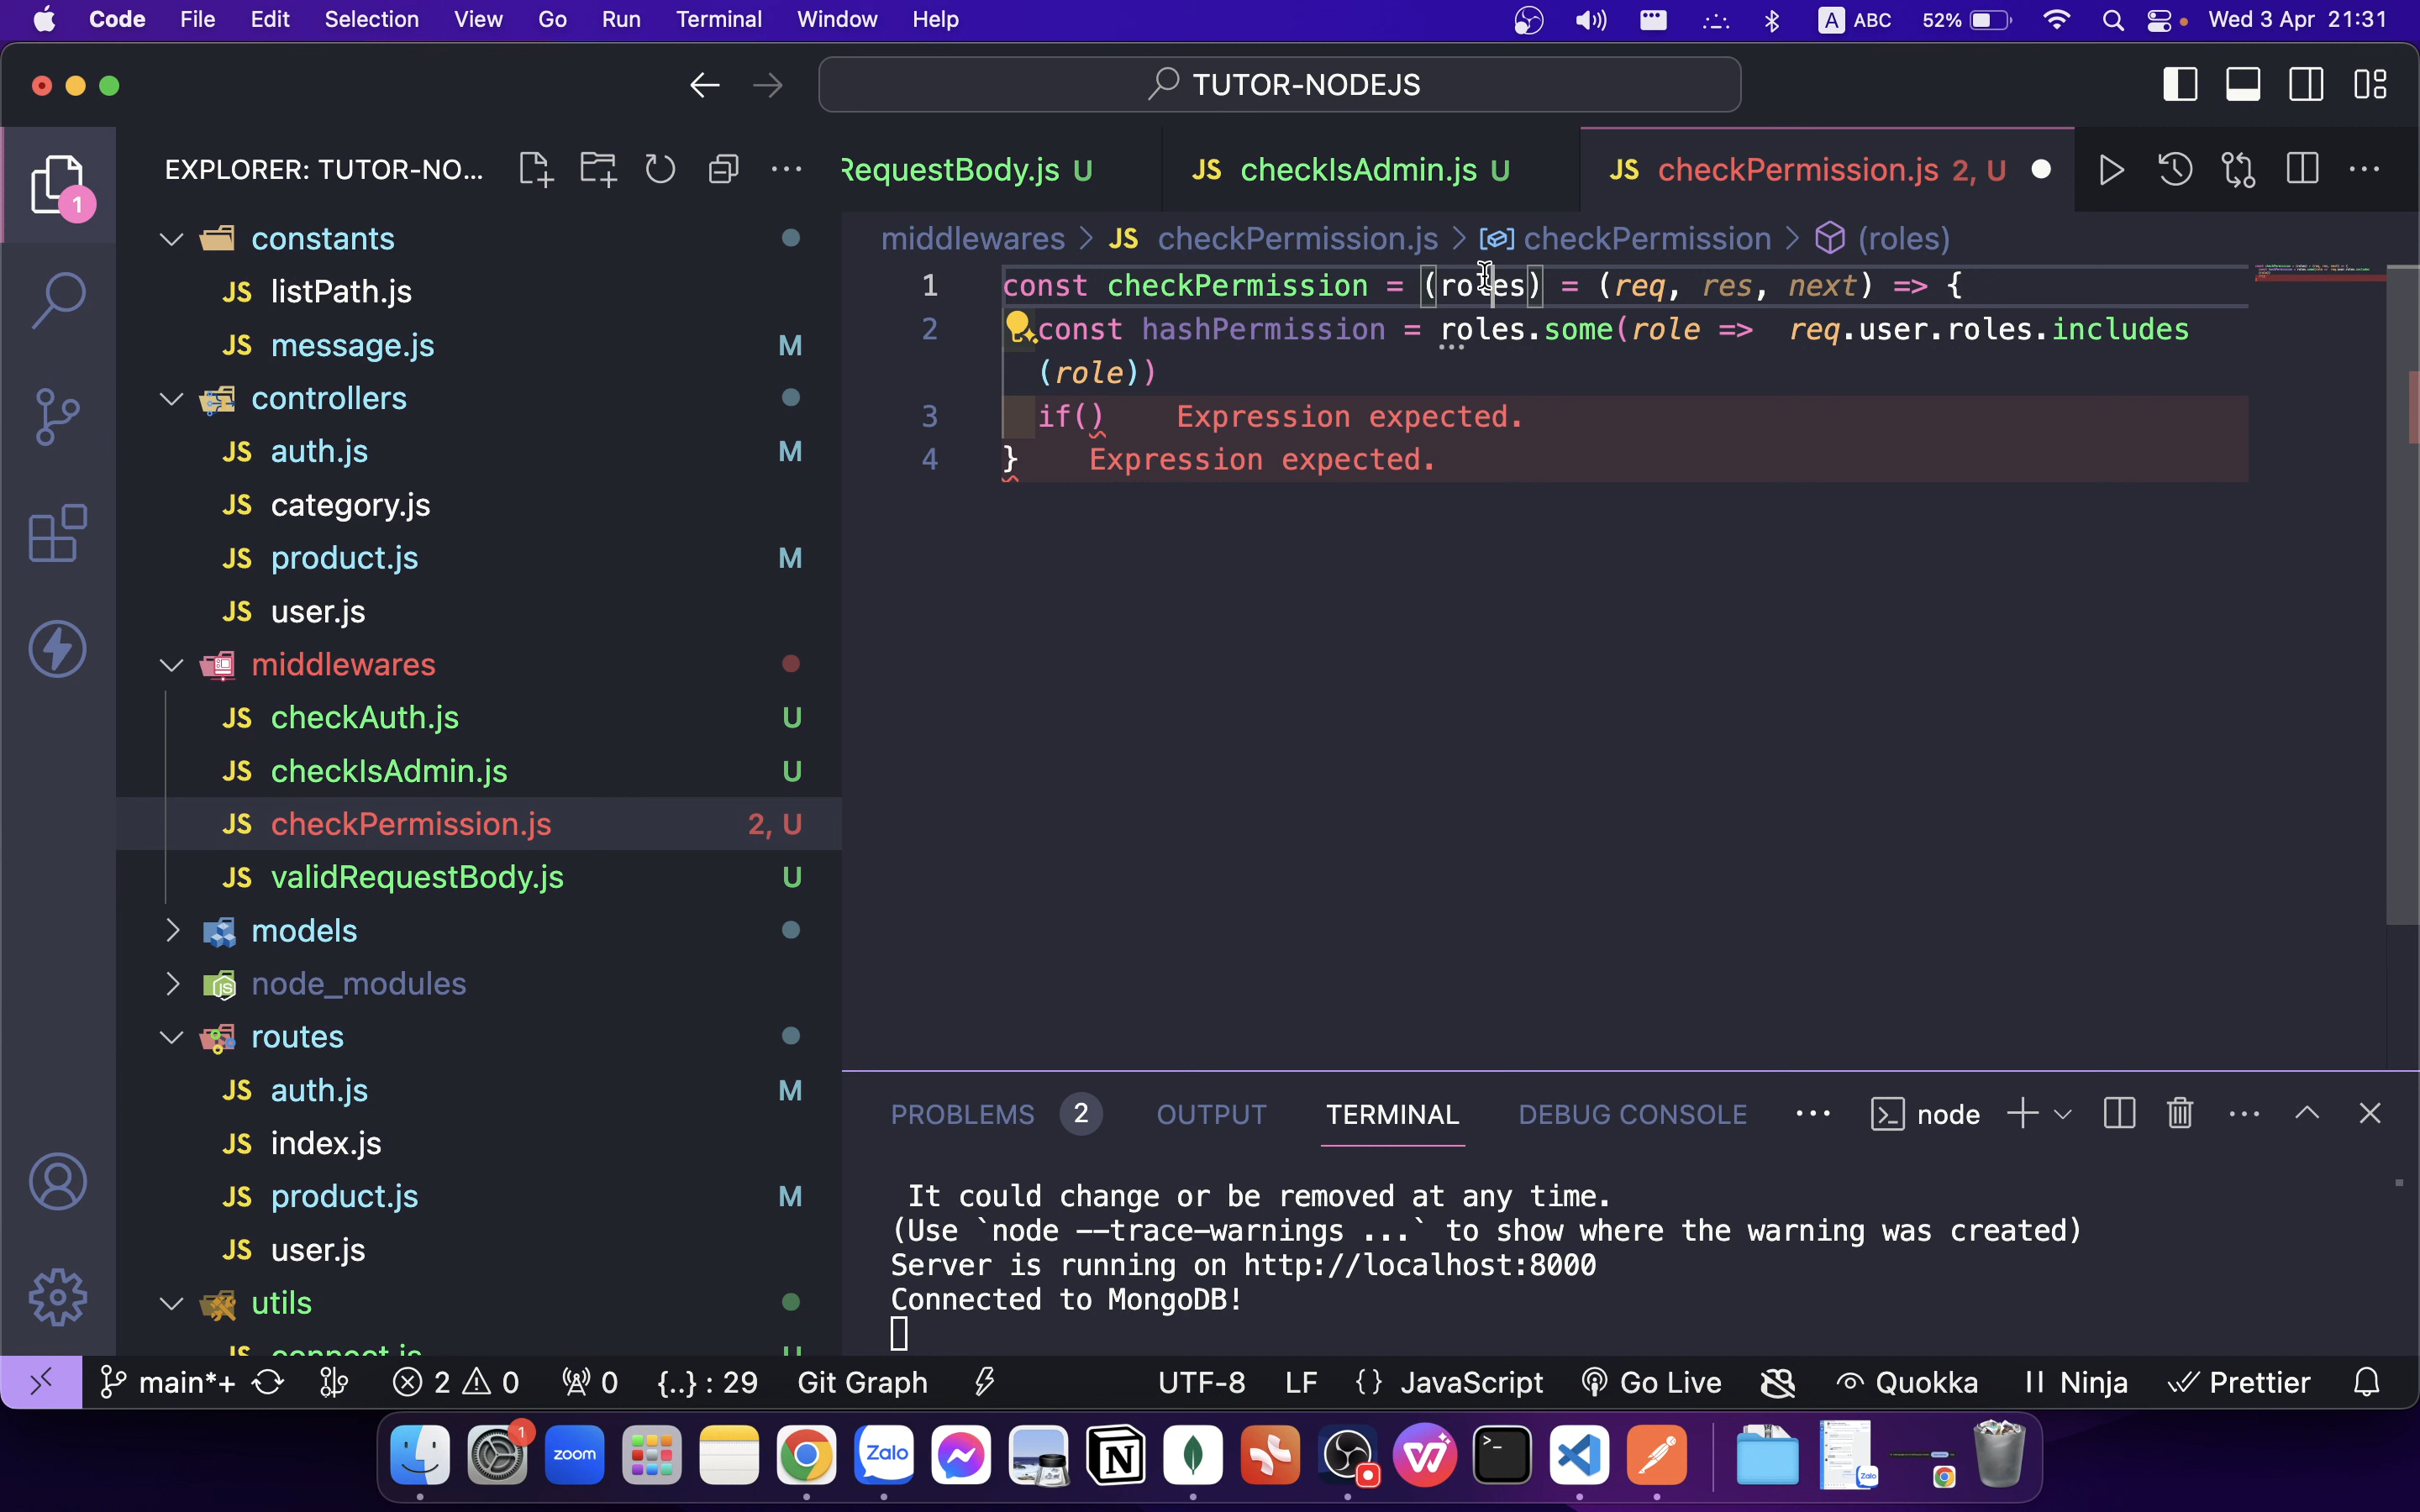 Code File Edit Selection View Go Run Terminal Window Help A ABC 52% Wed 3 Apr 21:31
TUTOR-NODEJS
EXPLORER: TUTOR-NO...
RequestBody.js U JS checkIsAdmin.js U JS checkPermission.js 2, U
1
middlewares > JS checkPermission.js > checkPermission > (roles)
constants
JS listPath.js
JS message.js M
controllers
JS auth.js M
JS category.js
JS product.js M
JS user.js
middlewares
JS checkAuth.js U
JS checkIsAdmin.js U
JS checkPermission.js 2, U
JS validRequestBody.js U
models
node_modules
routes
JS auth.js M
JS index.js
JS product.js M
JS user.js
utils
JS connect.js U
1 const checkPermission = (roles) = (req, res, next) => {
2 const hashPermission = roles.some(role => req.user.roles.includes
(role))
3 if() Expression expected.
4 } Expression expected.
PROBLEMS 2 OUTPUT TERMINAL DEBUG CONSOLE node
It could change or be removed at any time.
(Use `node --trace-warnings ...` to show where the warning was created)
Server is running on http://localhost:8000
Connected to MongoDB!
main*+ 2 0 0 {..} : 29 Git Graph UTF-8 LF {} JavaScript Go Live Quokka Ninja Prettier
1 zoom Zalo N
Zalo